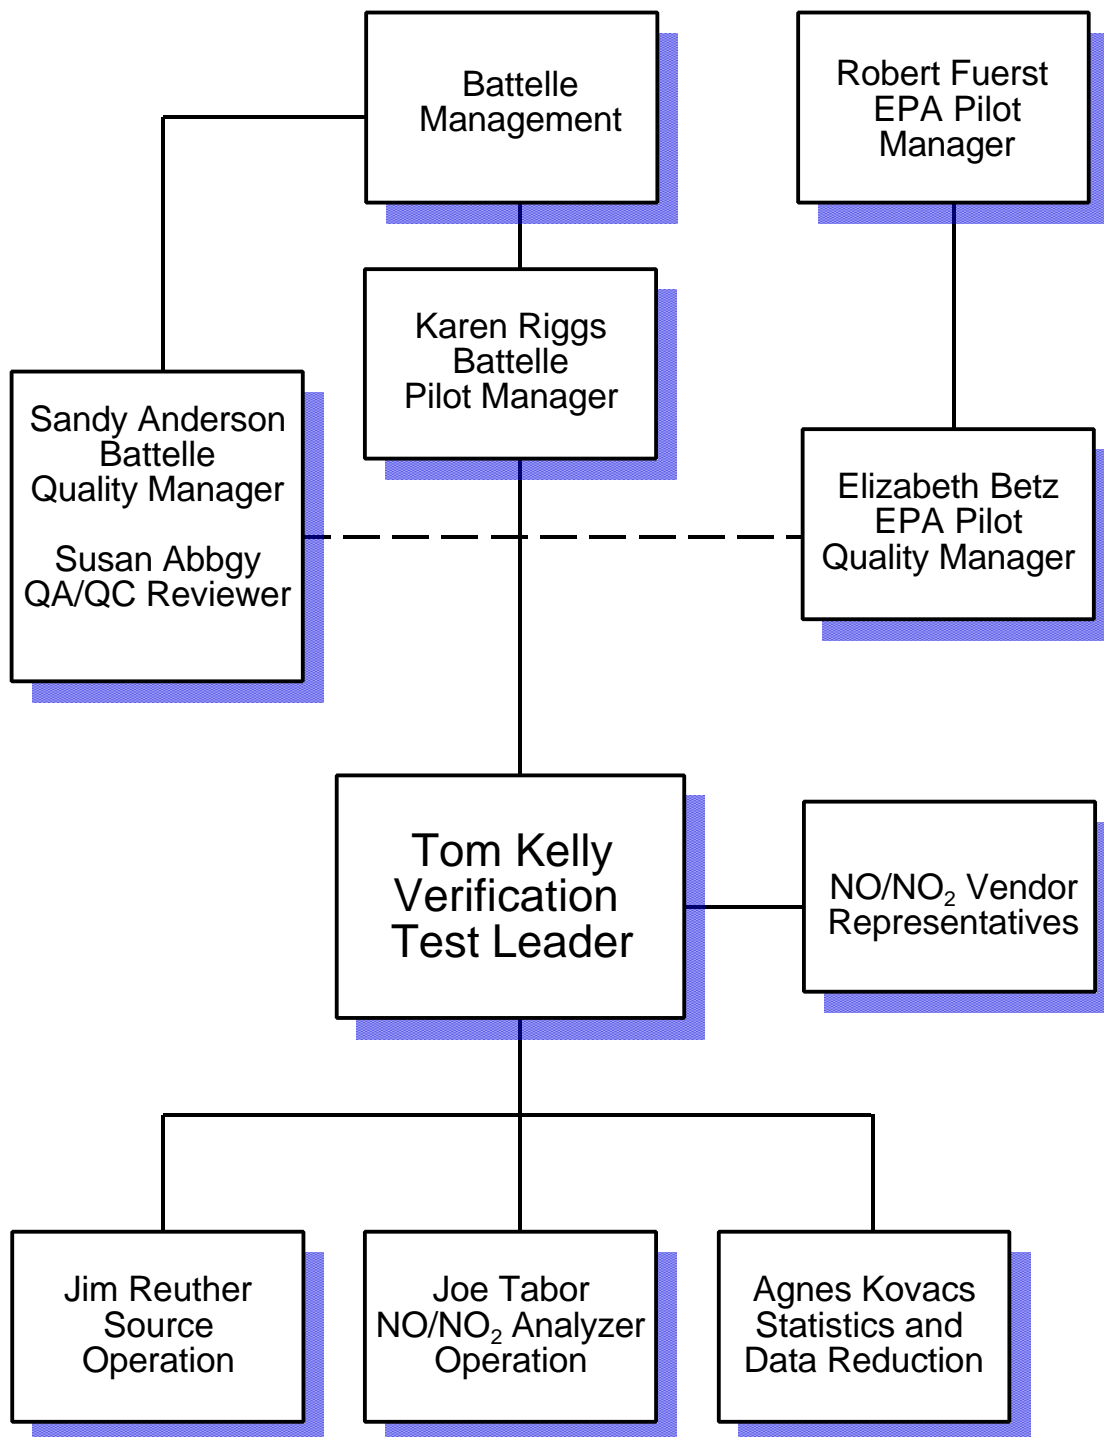 Battelle
Management
Robert Fuerst
EPA Pilot
Manager
Karen Riggs
Battelle
Pilot Manager
Sandy Anderson
Battelle
Quality Manager
Susan Abbgy
QA/QC Reviewer
Elizabeth Betz
EPA Pilot
Quality Manager
Tom Kelly
Verification
Test Leader
NO/NO₂ Vendor
Representatives
Jim Reuther
Source
Operation
Joe Tabor
NO/NO₂ Analyzer
Operation
Agnes Kovacs
Statistics and
Data Reduction